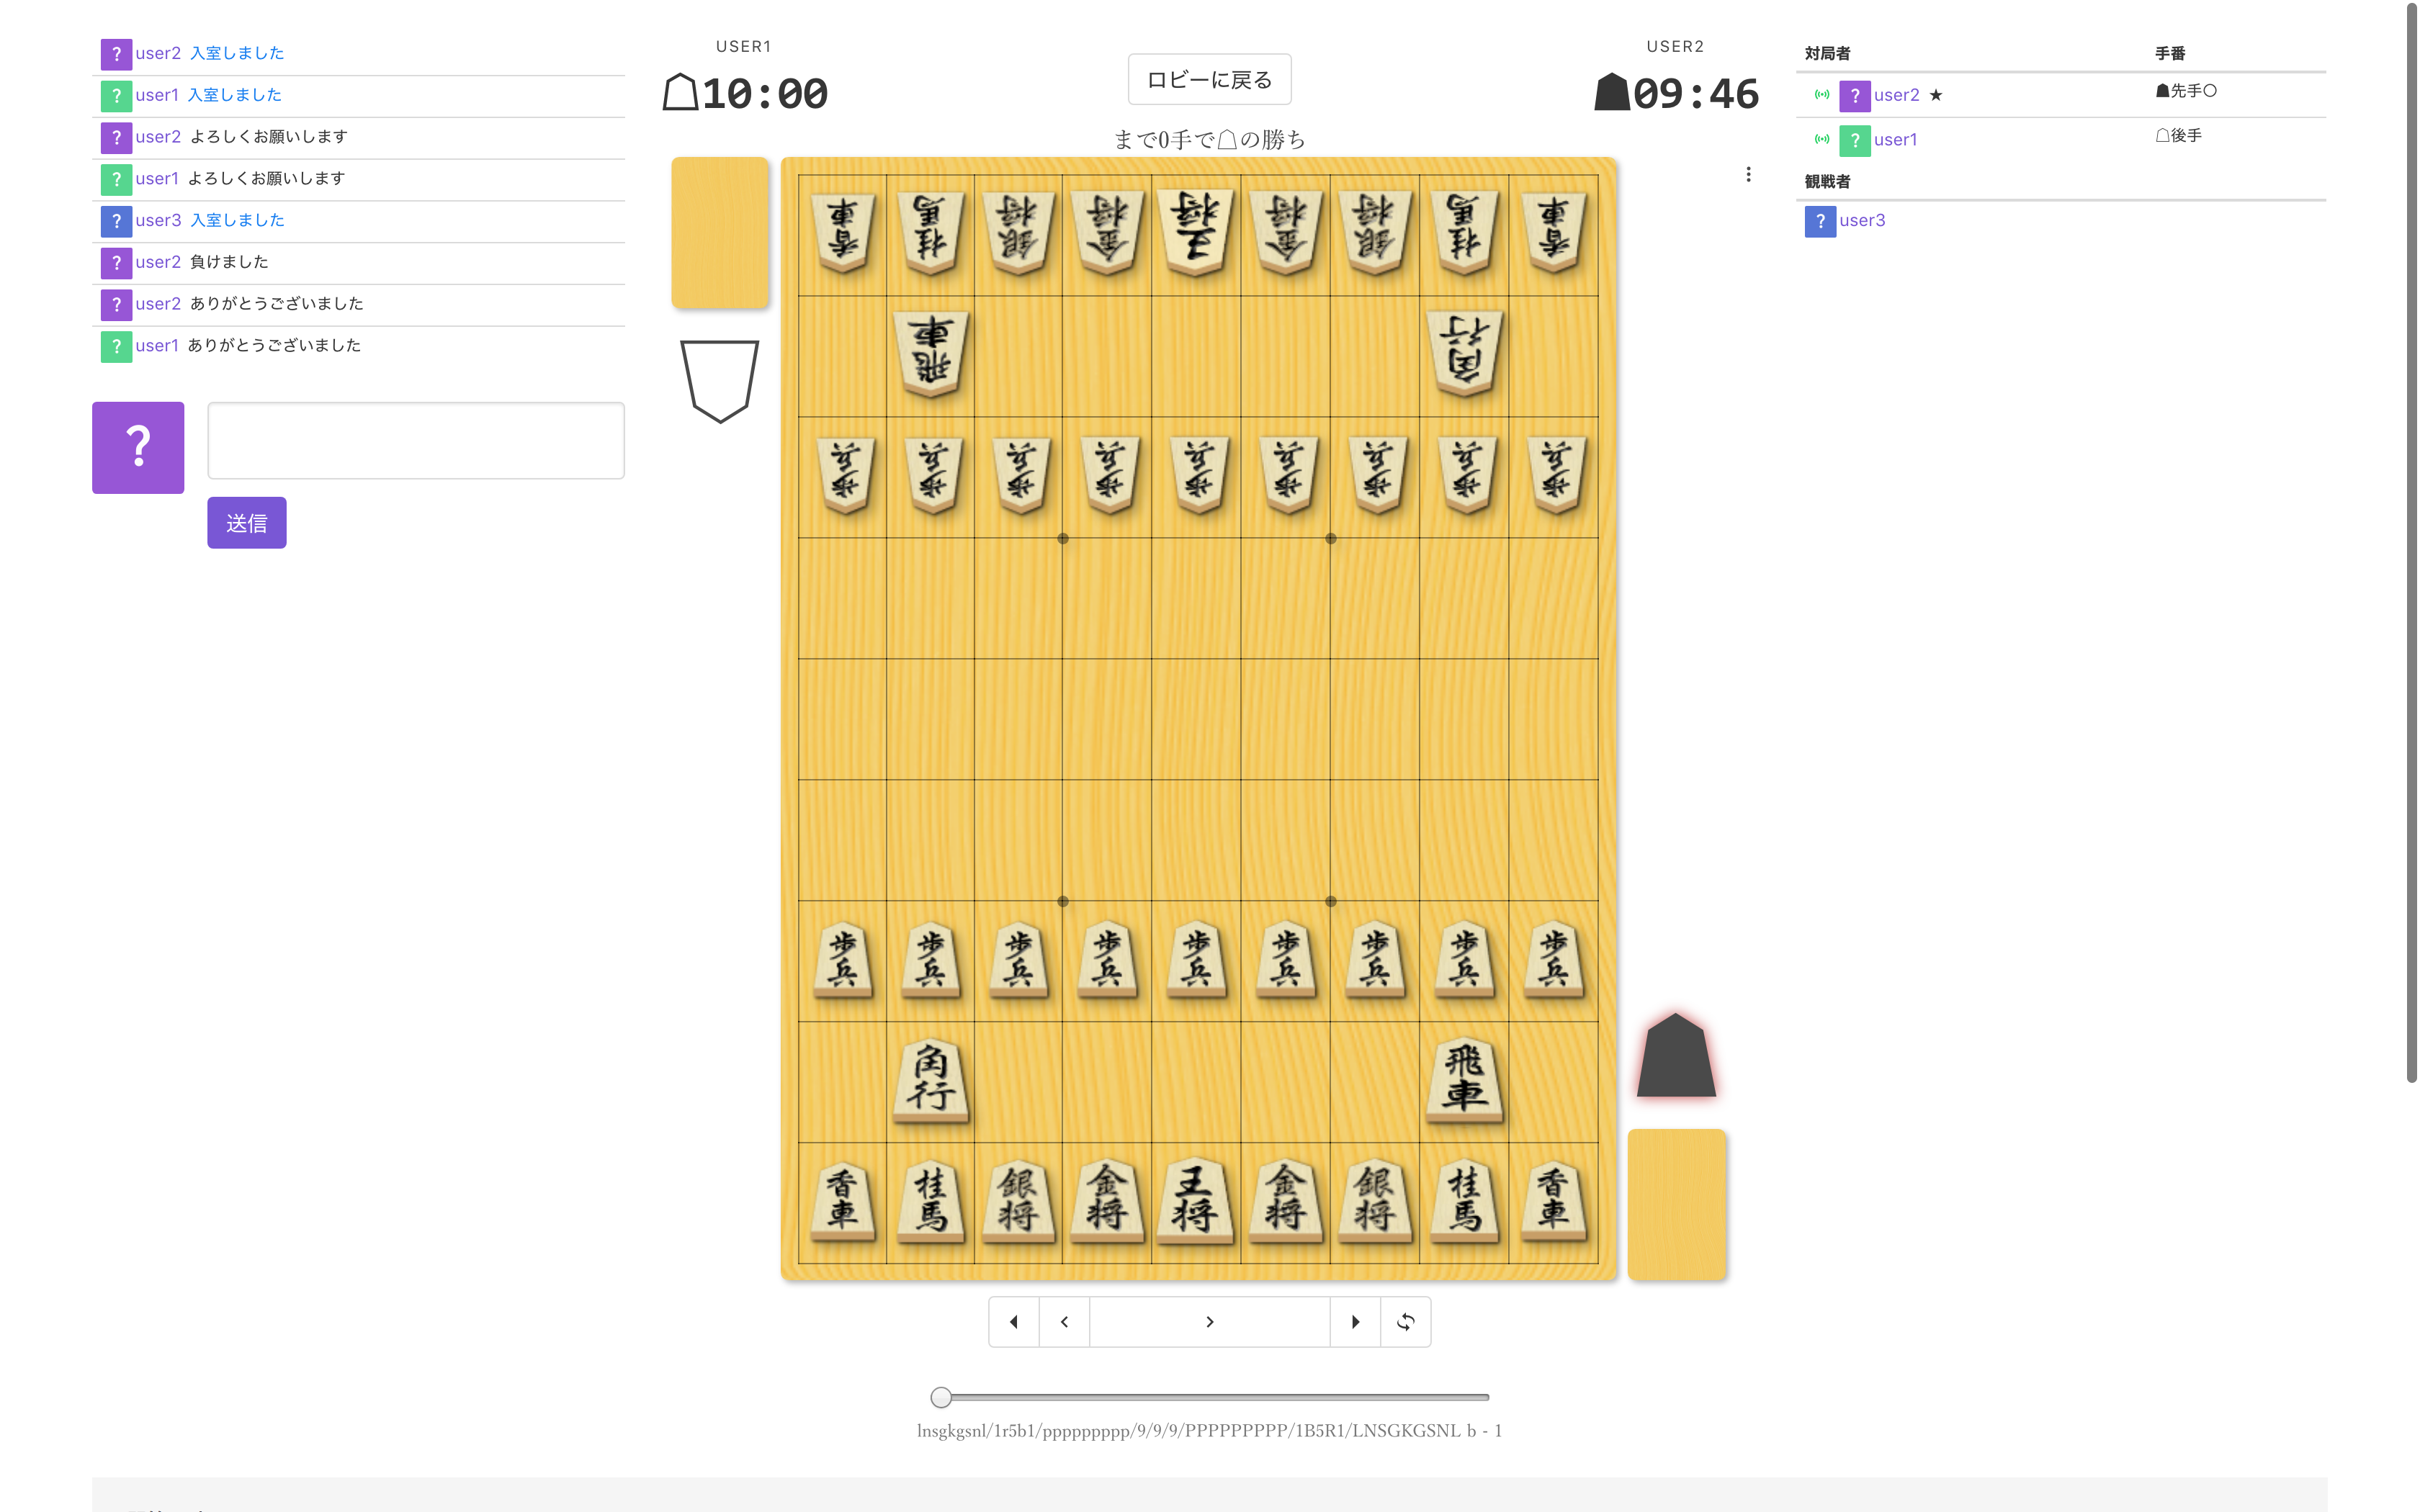 ? user2 入室しました
? user1 入室しました
? user2 よろしくお願いします
? user1 よろしくお願いします
? user3 入室しました
? user2 負けました
? user2 ありがとうございました
? user1 ありがとうございました
?
送信
USER1
☖10:00
ロビーに戻る
USER2
☗09:46
まで0手で☖の勝ち
香車 桂馬 銀将 金将 王将 金将 銀将 桂馬 香車
飛車 角行
歩兵 歩兵 歩兵 歩兵 歩兵 歩兵 歩兵 歩兵 歩兵
歩兵 歩兵 歩兵 歩兵 歩兵 歩兵 歩兵 歩兵 歩兵
角行 飛車
香車 桂馬 銀将 金将 王将 金将 銀将 桂馬 香車
lnsgkgsnl/1r5b1/ppppppppp/9/9/9/PPPPPPPPP/1B5R1/LNSGKGSNL b - 1
対局者 手番
? user2 ★ ☗先手○
? user1 ☖後手
観戦者
? user3